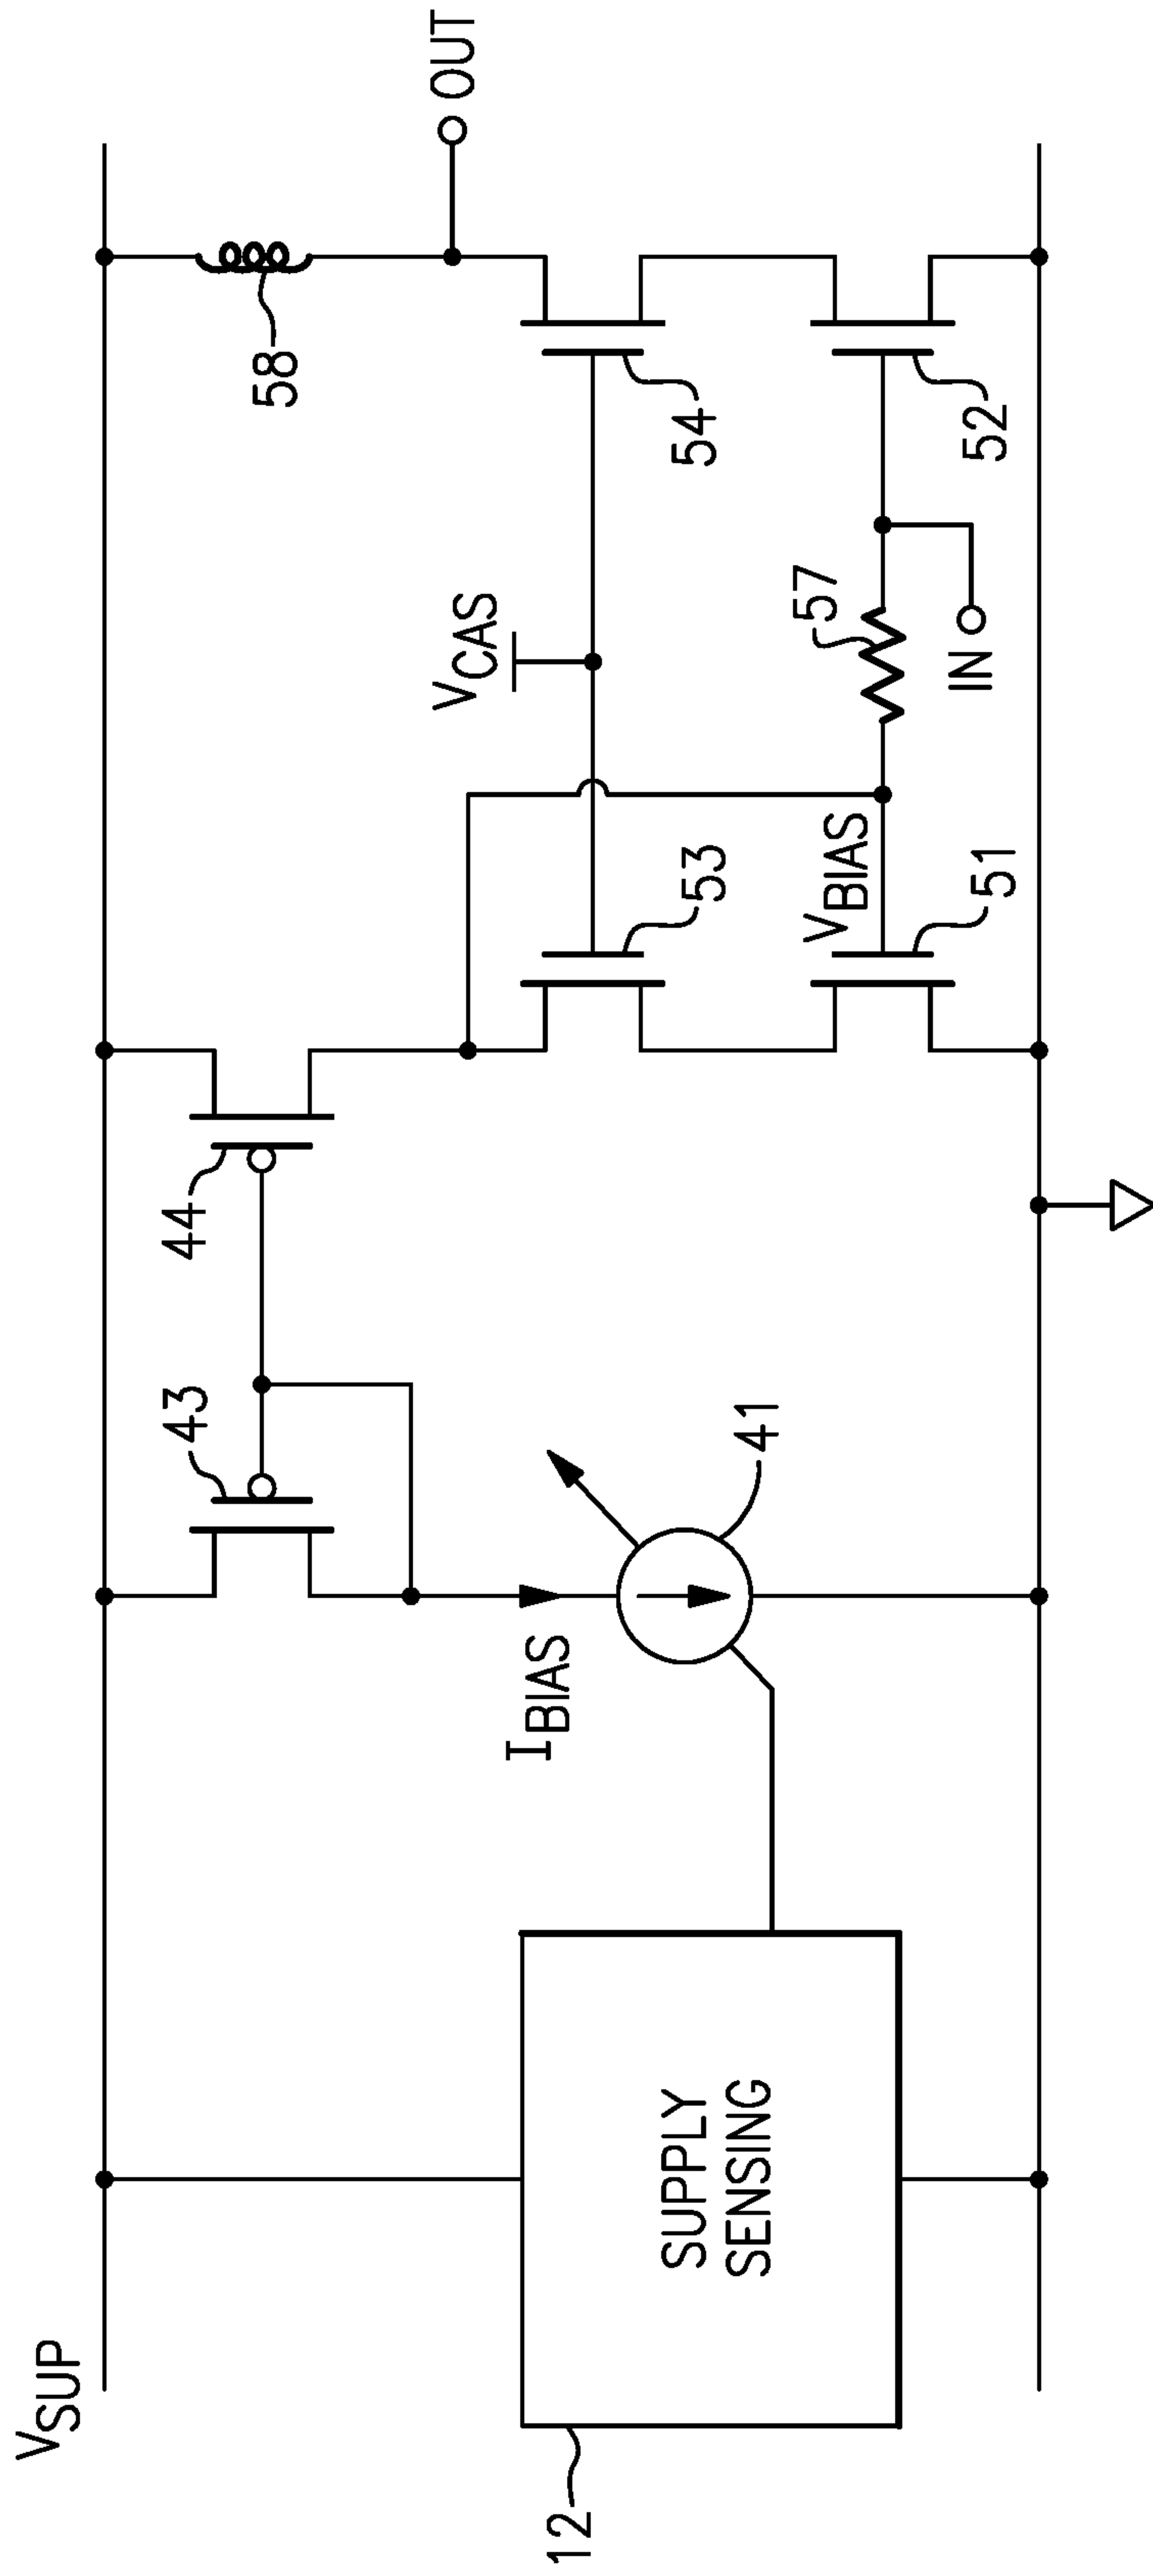 VSUP
12
SUPPLY
SENSING
IBIAS
41
43
44
53
VBIAS
51
VCAS
57
IN
54
52
58
OUT